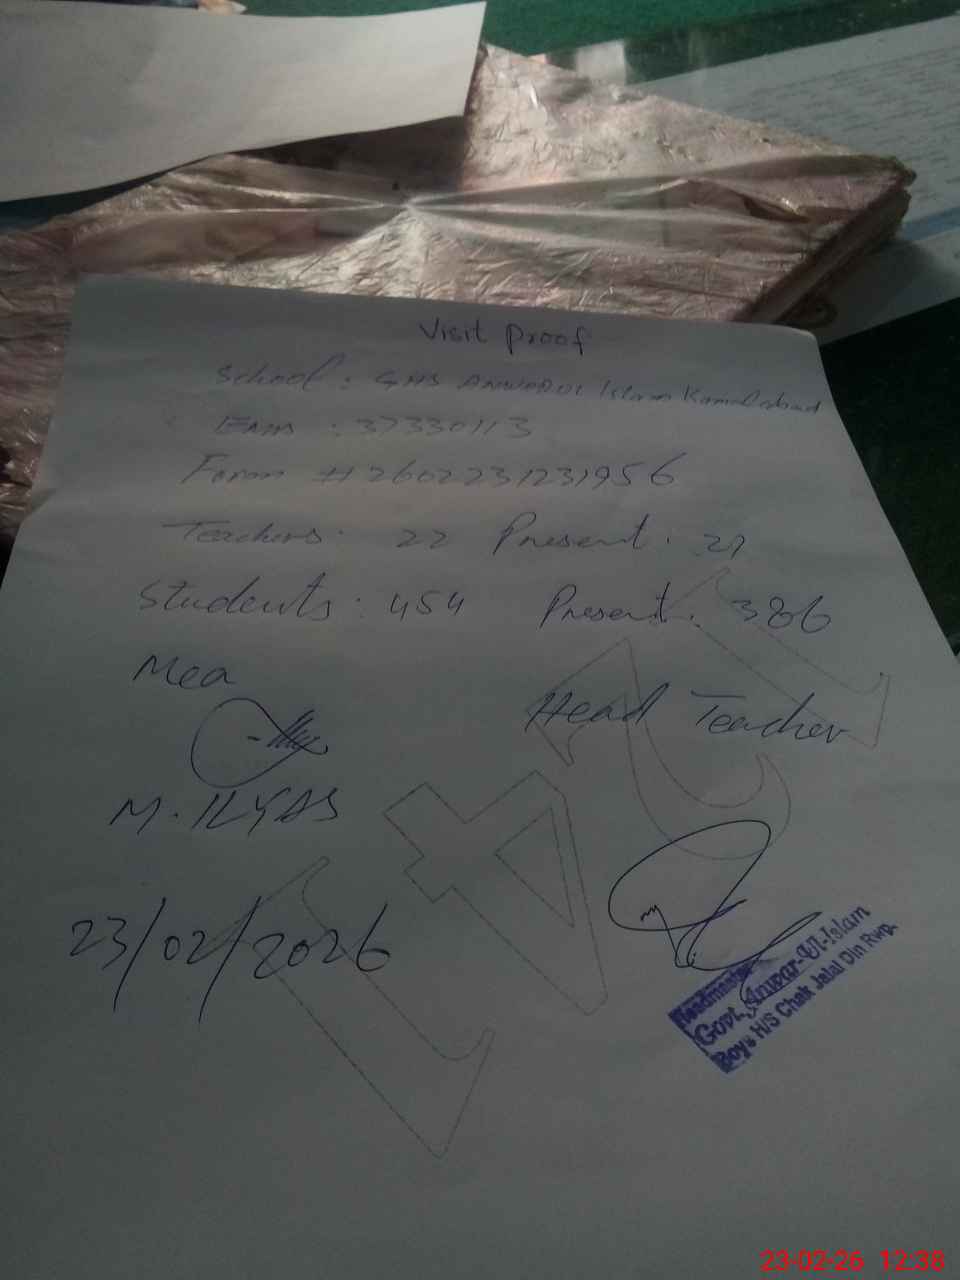 Visit Proof
School : GHS ANWAR UL Islam Kamalabad
Emis : 37330113
Form # 2602231231956
Teachers : 22 Present : 21
Students : 454 Present : 386
Mea
Head Teacher
M. ILYAS
23/02/2026
Headmaster
Govt. Anwar-Ul-Islam
Boys H/S Chak Jalal Din Rwp.
23-02-26 12:38